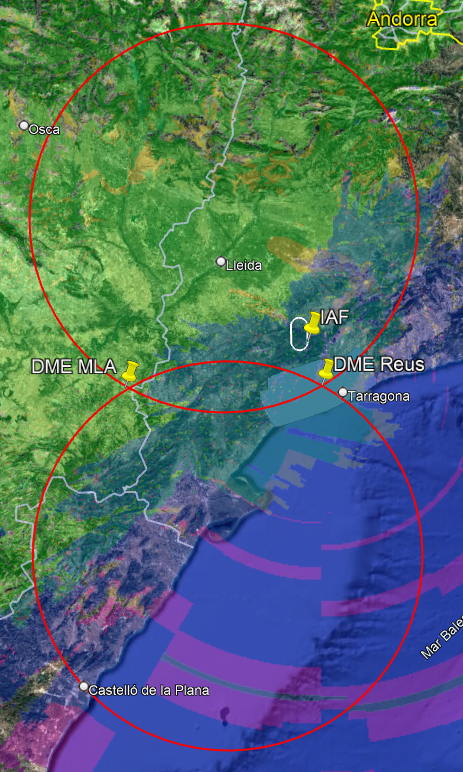 Andorra
Osca
Lleida
IAF
DME MLA
DME Reus
Tarragona
Mar Bale
Castelló de la Plana